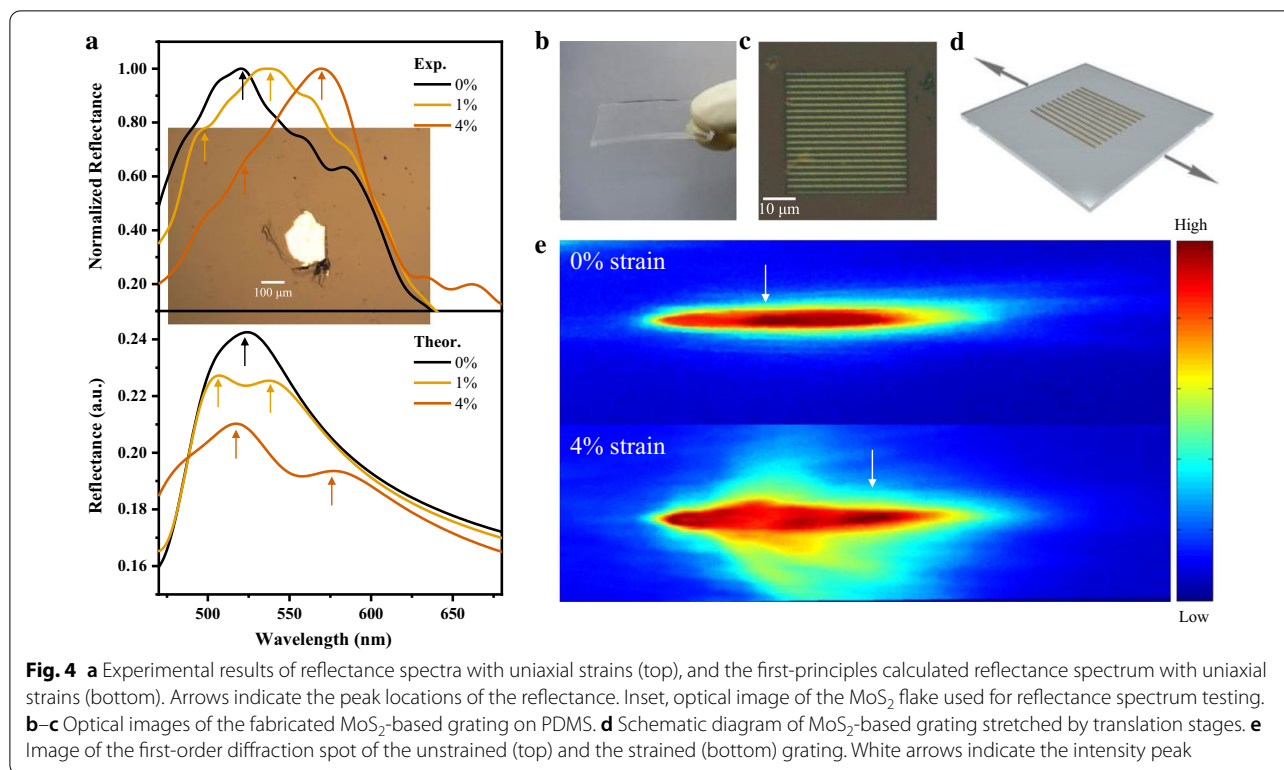 a
Normalized Reflectance
1.00
0.80
0.60
0.40
0.20
Exp.
0%
1%
4%
100 μm
Reflectance (a.u.)
0.24
0.22
0.20
0.18
0.16
Theor.
0%
1%
4%
500 550 600 650
Wavelength (nm)
b
c
10 μm
d
e
0% strain
4% strain
High
Low
Fig. 4 a Experimental results of reflectance spectra with uniaxial strains (top), and the first-principles calculated reflectance spectrum with uniaxial
strains (bottom). Arrows indicate the peak locations of the reflectance. Inset, optical image of the MoS₂ flake used for reflectance spectrum testing.
b–c Optical images of the fabricated MoS₂-based grating on PDMS. d Schematic diagram of MoS₂-based grating stretched by translation stages. e
Image of the first-order diffraction spot of the unstrained (top) and the strained (bottom) grating. White arrows indicate the intensity peak